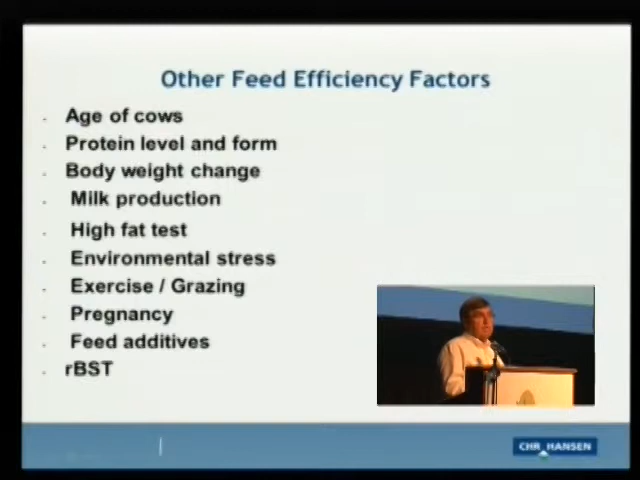 Other Feed Efficiency Factors
Age of cows
Protein level and form
Body weight change
Milk production
High fat test
Environmental stress
Exercise / Grazing
Pregnancy
Feed additives
rBST
CHR HANSEN